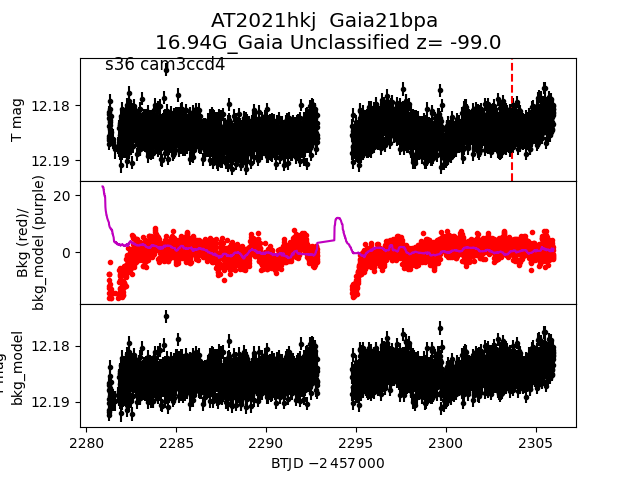 AT2021hkj Gaia21bpa
16.94G_Gaia Unclassified z= -99.0
s36 cam3ccd4
T mag
12.18
12.19
Bkg (red)/
bkg_model (purple)
20
0
mag
bkg_model
12.18
12.19
2280 2285 2290 2295 2300 2305
BTJD −2 457 000